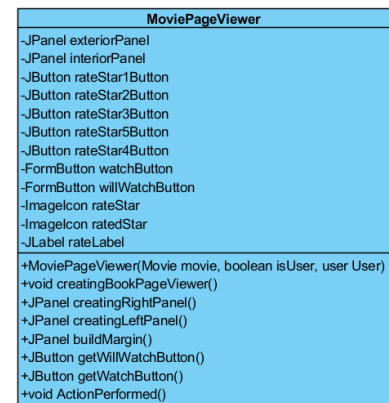 MoviePageViewer
-JPanel exteriorPanel
-JPanel interiorPanel
-JButton rateStar1Button
-JButton rateStar2Button
-JButton rateStar3Button
-JButton rateStar5Button
-JButton rateStar4Button
-FormButton watchButton
-FormButton willWatchButton
-ImageIcon rateStar
-ImageIcon ratedStar
-JLabel rateLabel
+MoviePageViewer(Movie movie, boolean isUser, user User)
+void creatingBookPageViewer()
+JPanel creatingRightPanel()
+JPanel creatingLeftPanel()
+JPanel buildMargin()
+JButton getWillWatchButton()
+JButton getWatchButton()
+void ActionPerformed()